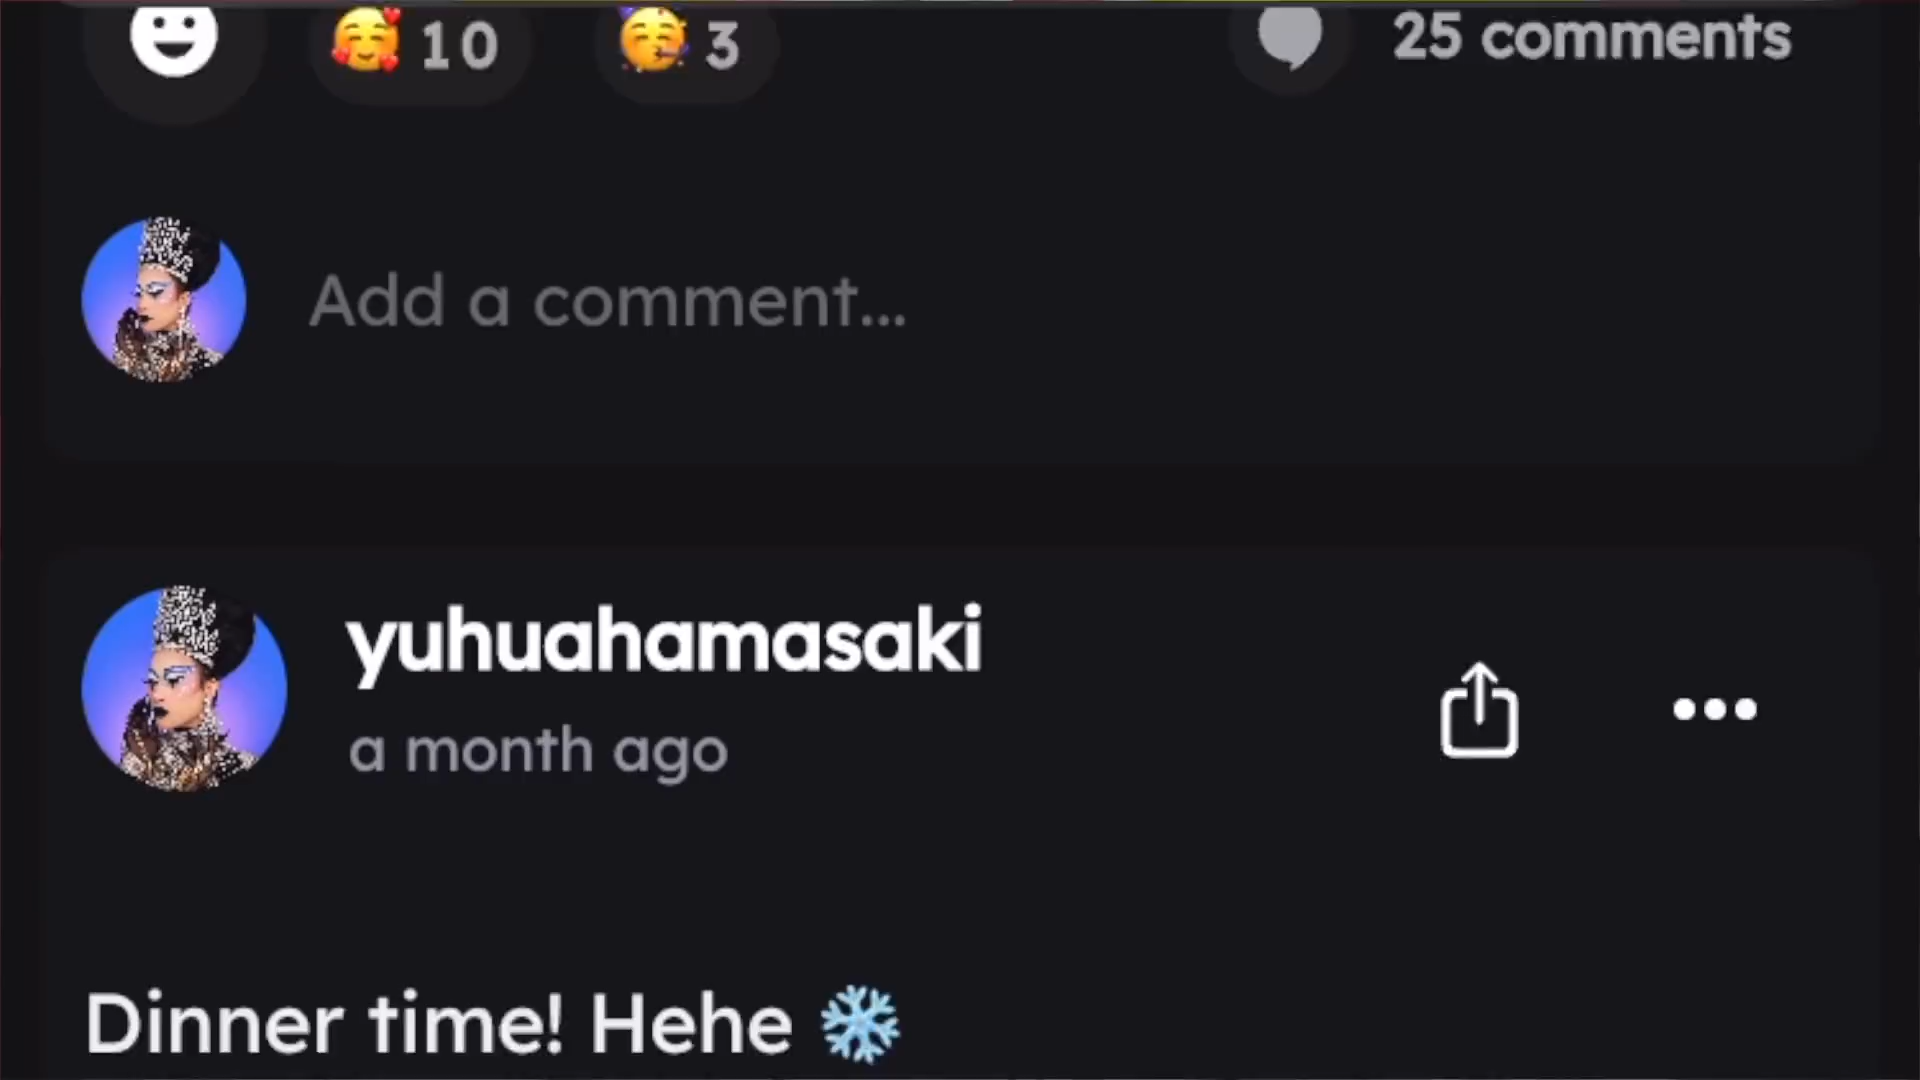 10 3 25 comments
Add a comment...
yuhuahamasaki
a month ago
Dinner time! Hehe ❄️